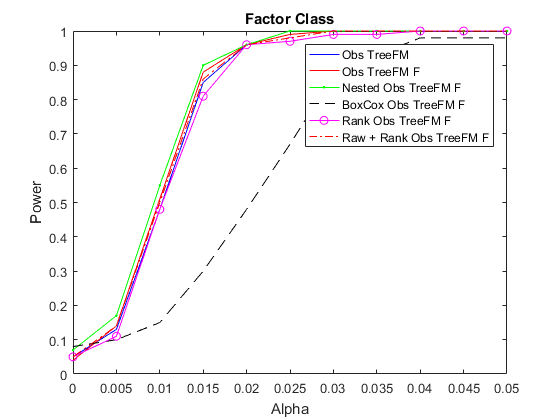 Factor Class
Power
1
0.9
0.8
0.7
0.6
0.5
0.4
0.3
0.2
0.1
0
Obs TreeFM
Obs TreeFM F
Nested Obs TreeFM F
BoxCox Obs TreeFM F
Rank Obs TreeFM F
Raw + Rank Obs TreeFM F
0 0.005 0.01 0.015 0.02 0.025 0.03 0.035 0.04 0.045 0.05
Alpha